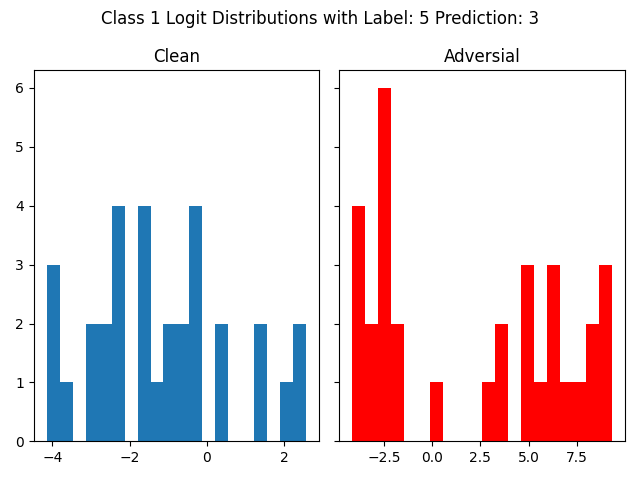 Class 1 Logit Distributions with Label: 5 Prediction: 3
Clean
Adversial
6
5
4
3
2
1
0
−4 −2 0 2
−2.5 0.0 2.5 5.0 7.5